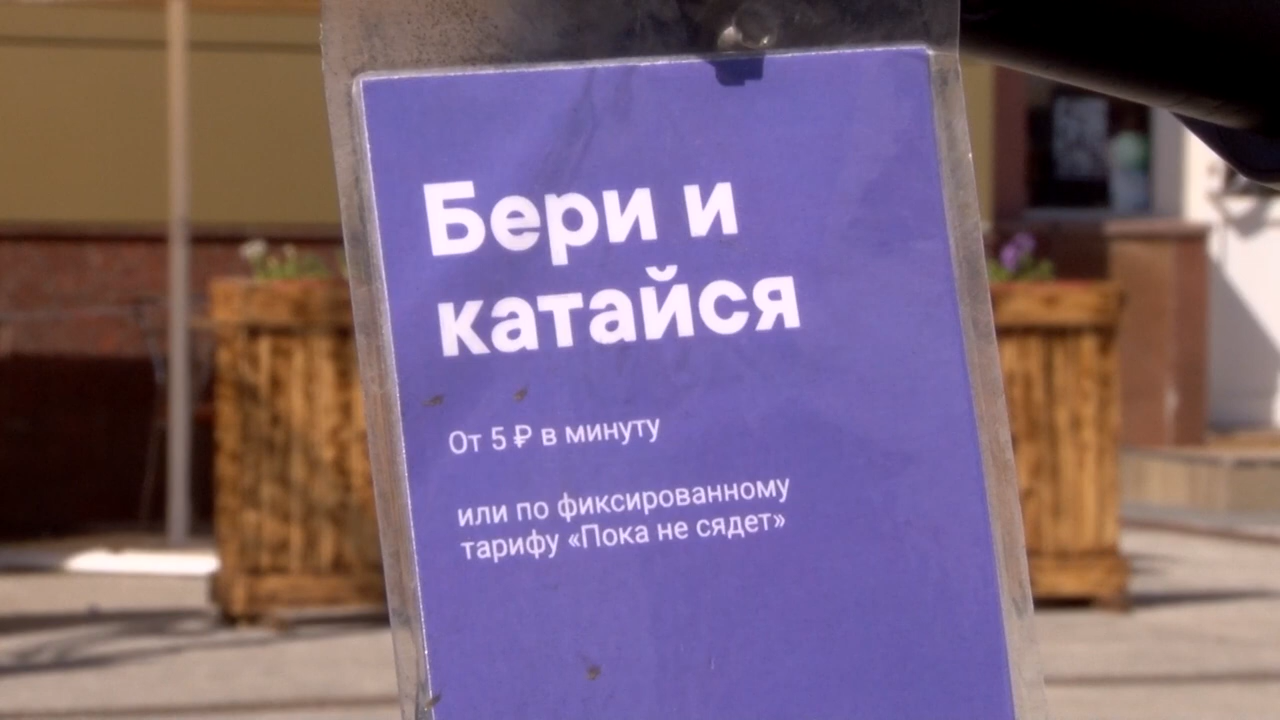 Бери и
катайся
От 5 ₽ в минуту
или по фиксированному
тарифу «Пока не сядет»